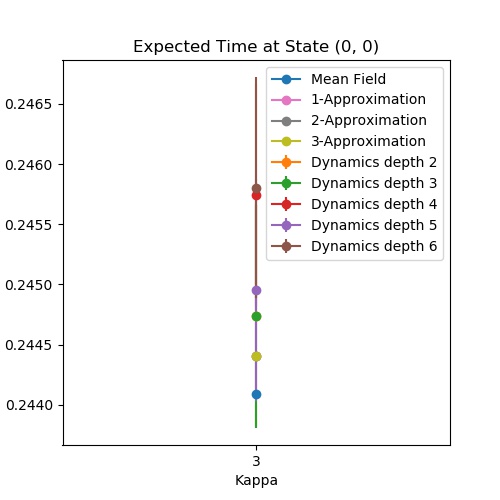 Expected Time at State (0, 0)
Mean Field
1-Approximation
2-Approximation
3-Approximation
Dynamics depth 2
Dynamics depth 3
Dynamics depth 4
Dynamics depth 5
Dynamics depth 6
0.2465
0.2460
0.2455
0.2450
0.2445
0.2440
3
Kappa